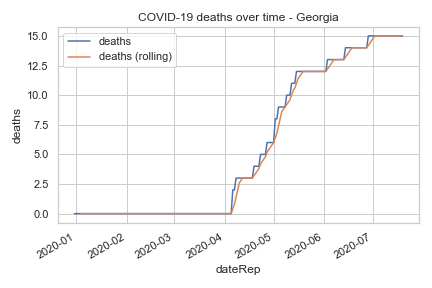 COVID-19 deaths over time - Georgia
deaths
deaths (rolling)
15.0
12.5
10.0
7.5
5.0
2.5
0.0
deaths
2020-01
2020-02
2020-03
2020-04
2020-05
2020-06
2020-07
dateRep